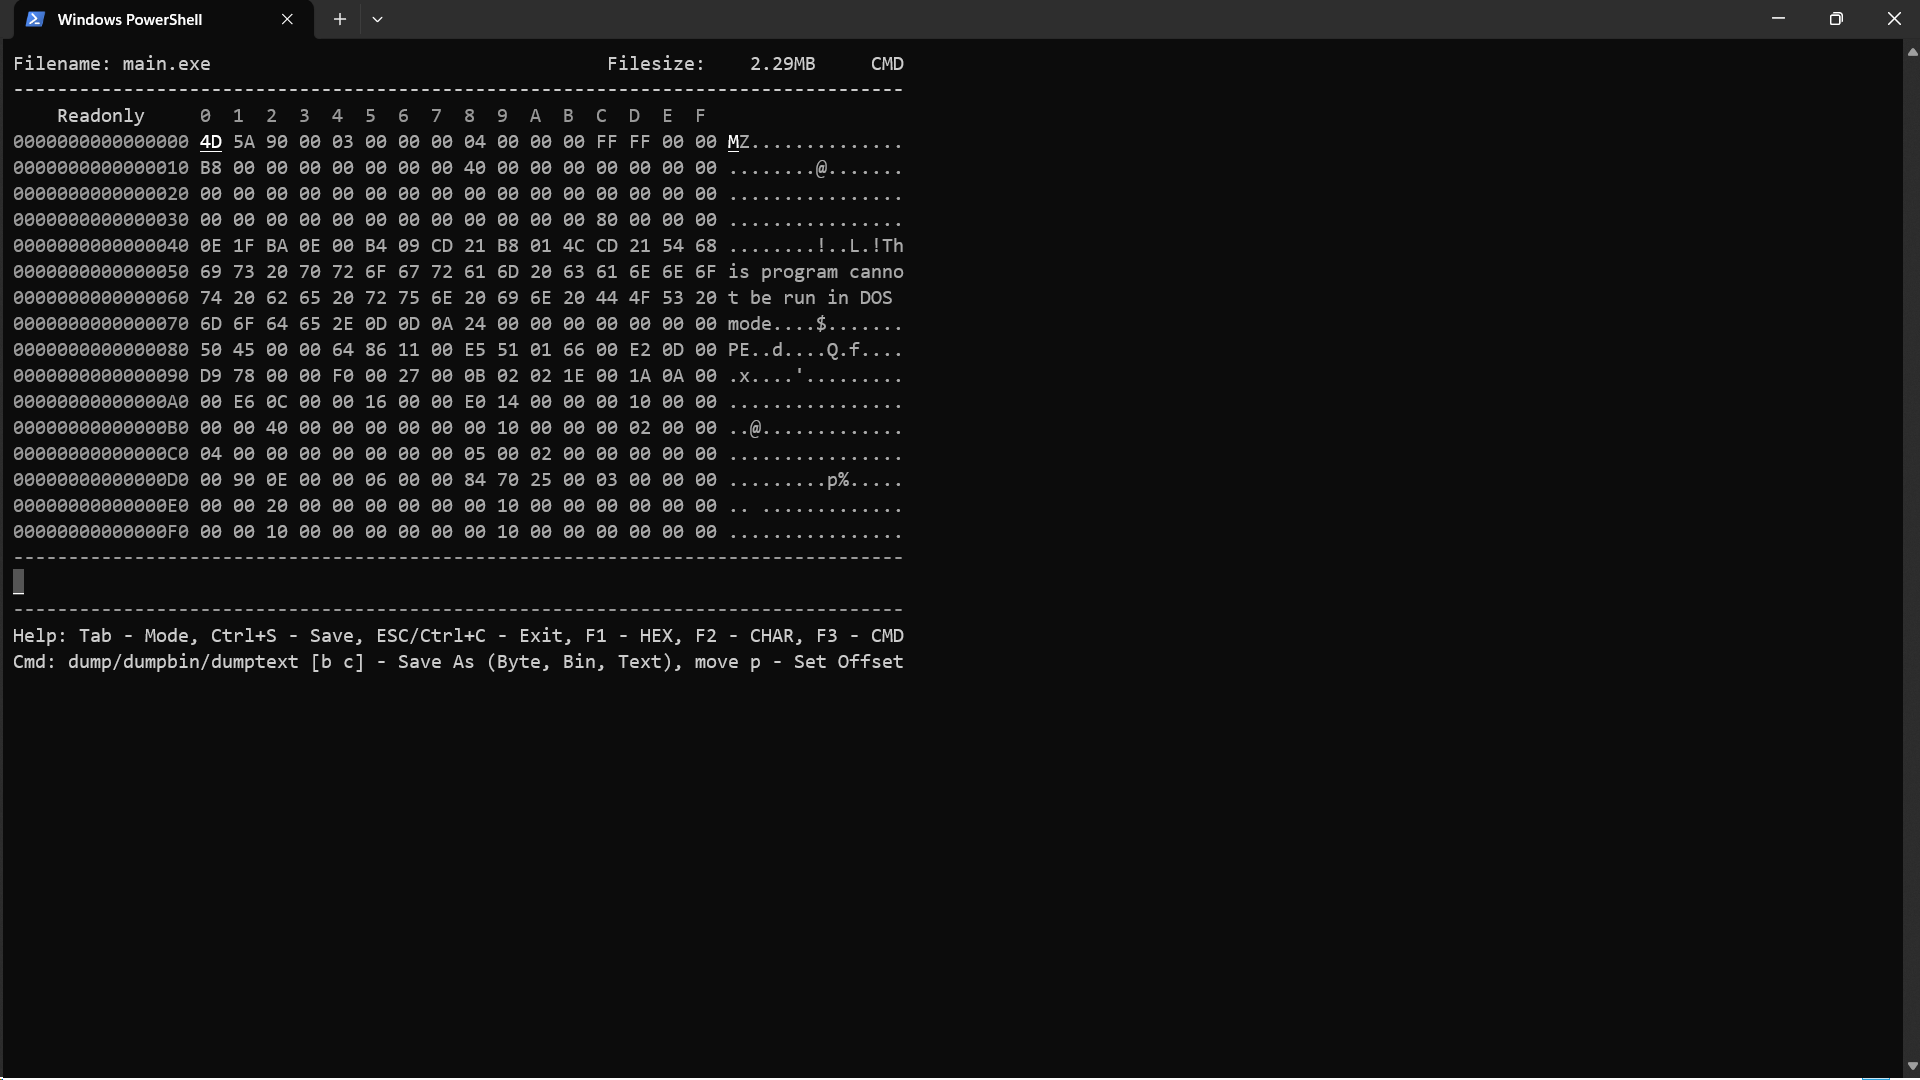 Windows PowerShell
Filename: main.exe                                    Filesize:    2.29MB     CMD
---------------------------------------------------------------------------------
    Readonly     0  1  2  3  4  5  6  7  8  9  A  B  C  D  E  F
0000000000000000 4D 5A 90 00 03 00 00 00 04 00 00 00 FF FF 00 00 MZ..............
0000000000000010 B8 00 00 00 00 00 00 00 40 00 00 00 00 00 00 00 ........@.......
0000000000000020 00 00 00 00 00 00 00 00 00 00 00 00 00 00 00 00 ................
0000000000000030 00 00 00 00 00 00 00 00 00 00 00 00 80 00 00 00 ................
0000000000000040 0E 1F BA 0E 00 B4 09 CD 21 B8 01 4C CD 21 54 68 ........!..L.!Th
0000000000000050 69 73 20 70 72 6F 67 72 61 6D 20 63 61 6E 6E 6F is program canno
0000000000000060 74 20 62 65 20 72 75 6E 20 69 6E 20 44 4F 53 20 t be run in DOS
0000000000000070 6D 6F 64 65 2E 0D 0D 0A 24 00 00 00 00 00 00 00 mode....$.......
0000000000000080 50 45 00 00 64 86 11 00 E5 51 01 66 00 E2 0D 00 PE..d....Q.f....
0000000000000090 D9 78 00 00 F0 00 27 00 0B 02 02 1E 00 1A 0A 00 .x....'.........
00000000000000A0 00 E6 0C 00 00 16 00 00 E0 14 00 00 00 10 00 00 ................
00000000000000B0 00 00 40 00 00 00 00 00 00 10 00 00 00 02 00 00 ..@.............
00000000000000C0 04 00 00 00 00 00 00 00 05 00 02 00 00 00 00 00 ................
00000000000000D0 00 90 0E 00 00 06 00 00 84 70 25 00 03 00 00 00 .........p%.....
00000000000000E0 00 00 20 00 00 00 00 00 00 10 00 00 00 00 00 00 .. .............
00000000000000F0 00 00 10 00 00 00 00 00 00 10 00 00 00 00 00 00 ................
---------------------------------------------------------------------------------
---------------------------------------------------------------------------------
Help: Tab - Mode, Ctrl+S - Save, ESC/Ctrl+C - Exit, F1 - HEX, F2 - CHAR, F3 - CMD
Cmd: dump/dumpbin/dumptext [b c] - Save As (Byte, Bin, Text), move p - Set Offset